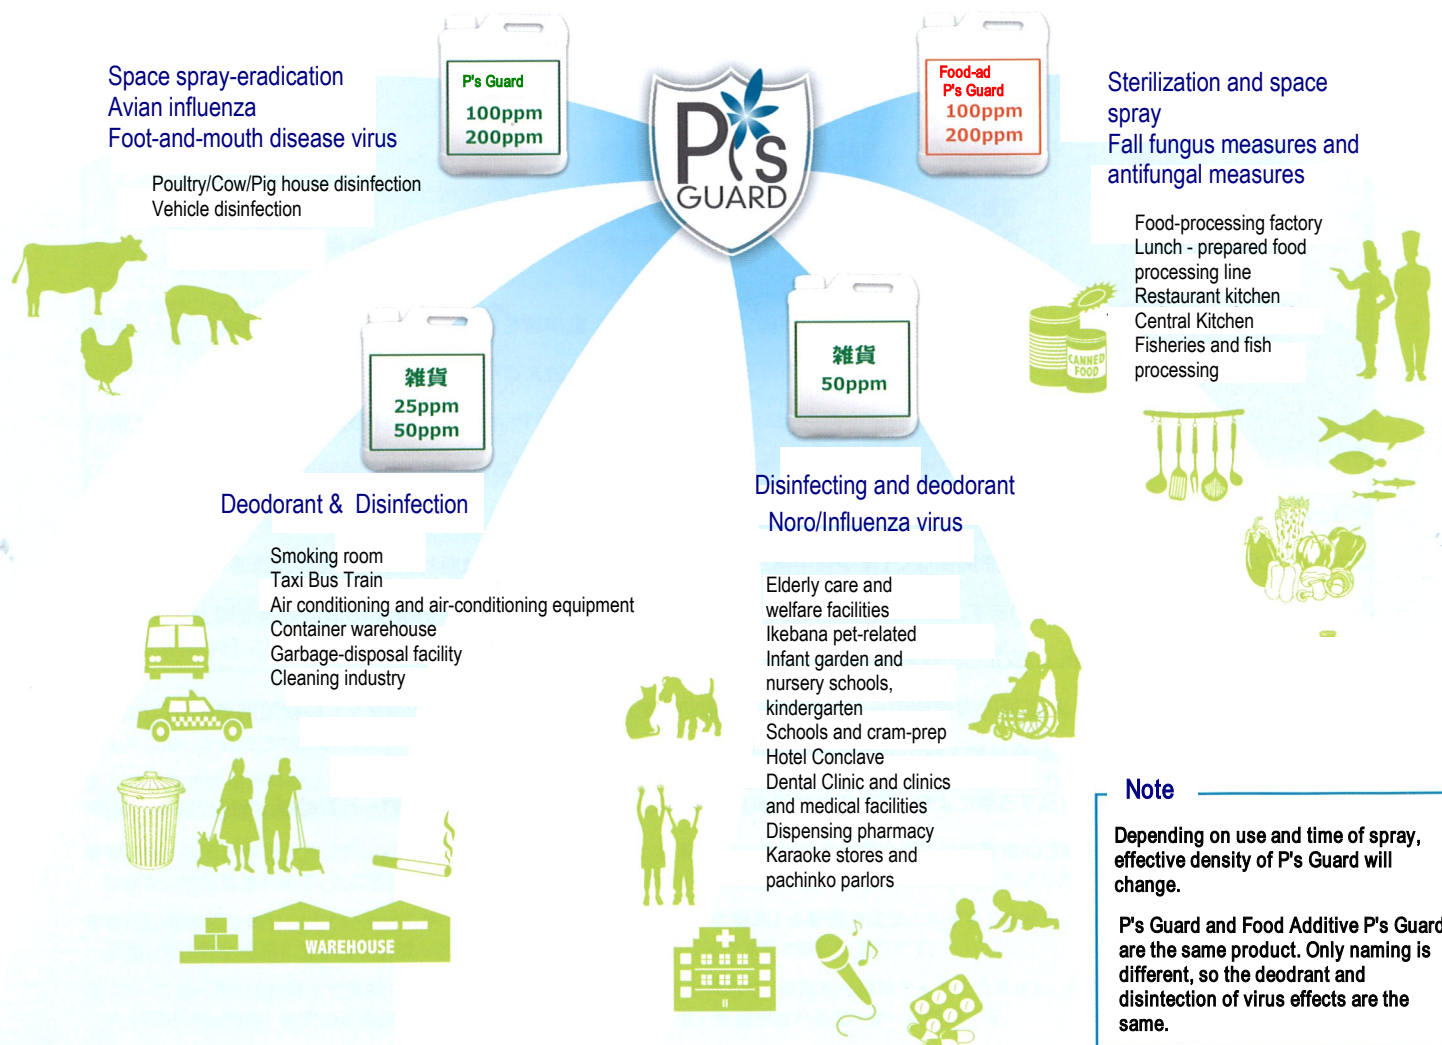 Space spray-eradication
Avian influenza
Foot-and-mouth disease virus
Poultry/Cow/Pig house disinfection
Vehicle disinfection
P's Guard
100ppm
200ppm
P's
GUARD
Food-ad
P's Guard
100ppm
200ppm
Sterilization and space
spray
Fall fungus measures and
antifungal measures
Food-processing factory
Lunch - prepared food
processing line
Restaurant kitchen
Central Kitchen
Fisheries and fish
processing
CANNED
FOOD
雑貨
25ppm
50ppm
Deodorant & Disinfection
Smoking room
Taxi Bus Train
Air conditioning and air-conditioning equipment
Container warehouse
Garbage-disposal facility
Cleaning industry
WAREHOUSE
雑貨
50ppm
Disinfecting and deodorant
Noro/Influenza virus
Elderly care and
welfare facilities
Ikebana pet-related
Infant garden and
nursery schools,
kindergarten
Schools and cram-prep
Hotel Conclave
Dental Clinic and clinics
and medical facilities
Dispensing pharmacy
Karaoke stores and
pachinko parlors
Note
Depending on use and time of spray,
effective density of P's Guard will
change.
P's Guard and Food Additive P's Guard
are the same product. Only naming is
different, so the deodrant and
disintection of virus effects are the
same.